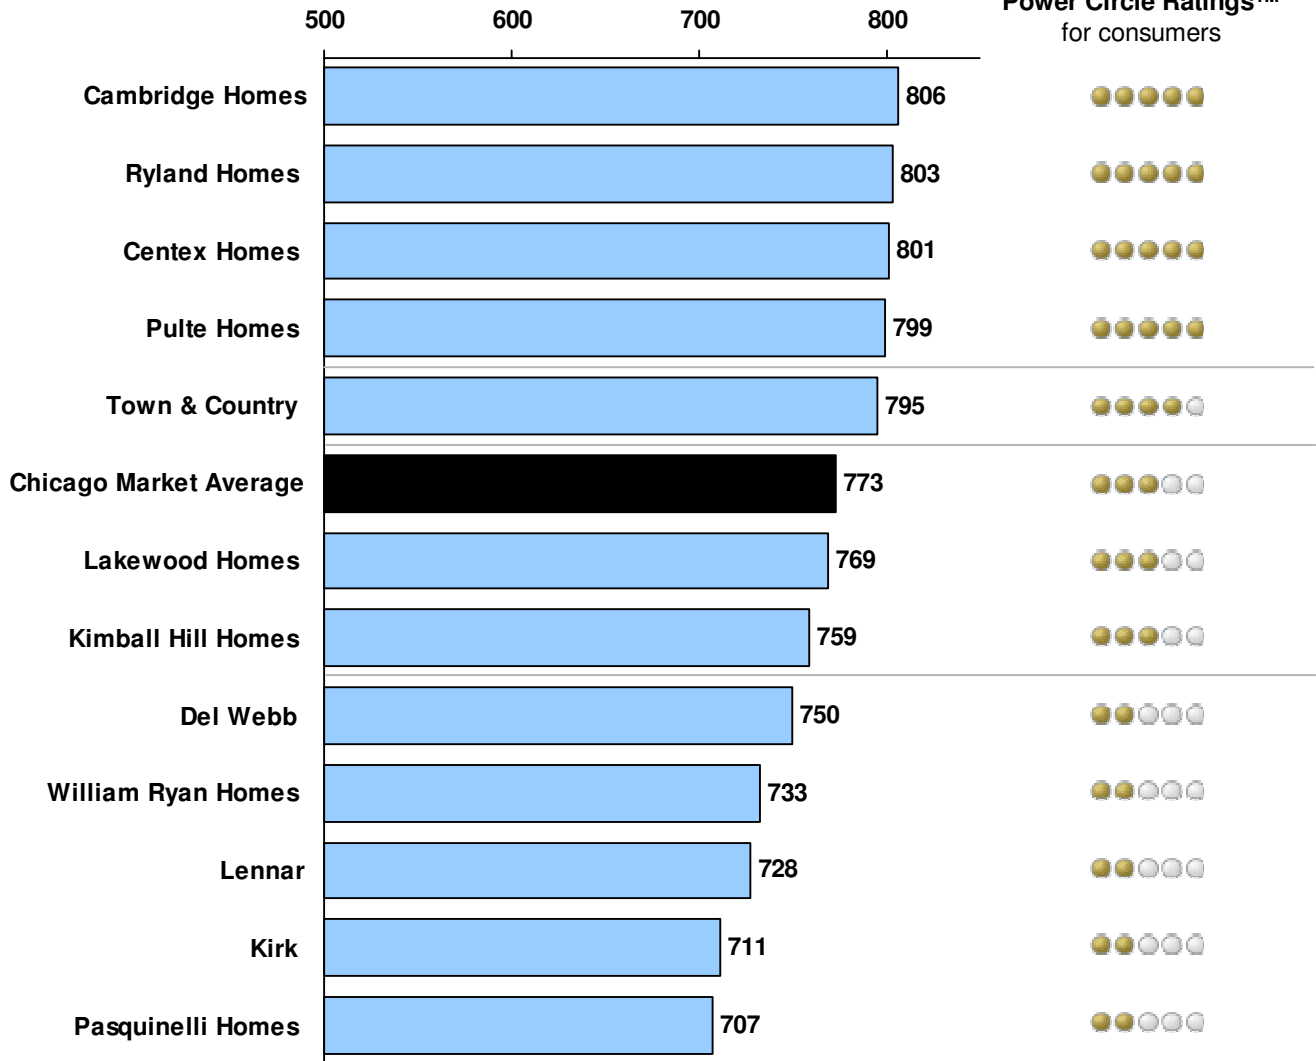 500 600 700 800
Power Circle Ratings
for consumers
Cambridge Homes 806
Ryland Homes 803
Centex Homes 801
Pulte Homes 799
Town & Country 795
Chicago Market Average 773
Lakewood Homes 769
Kimball Hill Homes 759
Del Webb 750
William Ryan Homes 733
Lennar 728
Kirk 711
Pasquinelli Homes 707